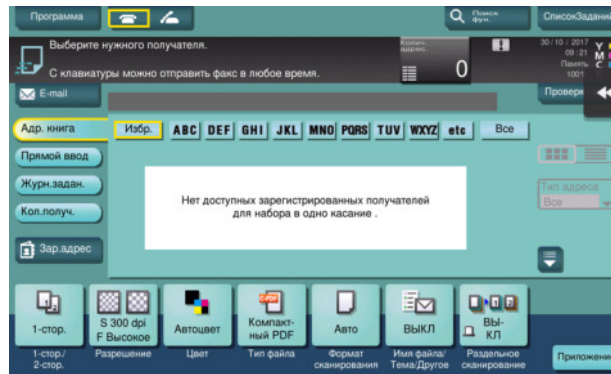 Программа
Поиск
фун.
СписокЗадани
Выберите нужного получателя.
С клавиатуры можно отправить факс в любое время.
Колич.
адрес.
0
30/10/2017
09:21
Память
100%
Y
M
C
K
E-mail
Проверк
Адр. книга
Избр.
ABC
DEF
GHI
JKL
MNO
PQRS
TUV
WXYZ
etc
Все
Прямой ввод
Журн.задан.
Кол.получ.
Зар.адрес
Нет доступных зарегистрированных получателей
для набора в одно касание .
Тип адреса
Все
1-стор.
S 300 dpi
F Высокое
Автоцвет
Компакт-
ный PDF
Авто
ВЫКЛ
ВЫ-
КЛ
1-стор./
2-стор.
Разрешение
Цвет
Тип файла
Формат
сканирования
Имя файла/
Тема/Другое
Раздельное
сканирование
Приложени